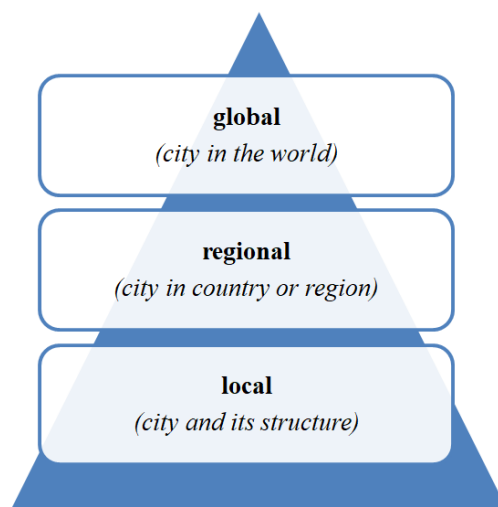 global
(city in the world)
regional
(city in country or region)
local
(city and its structure)